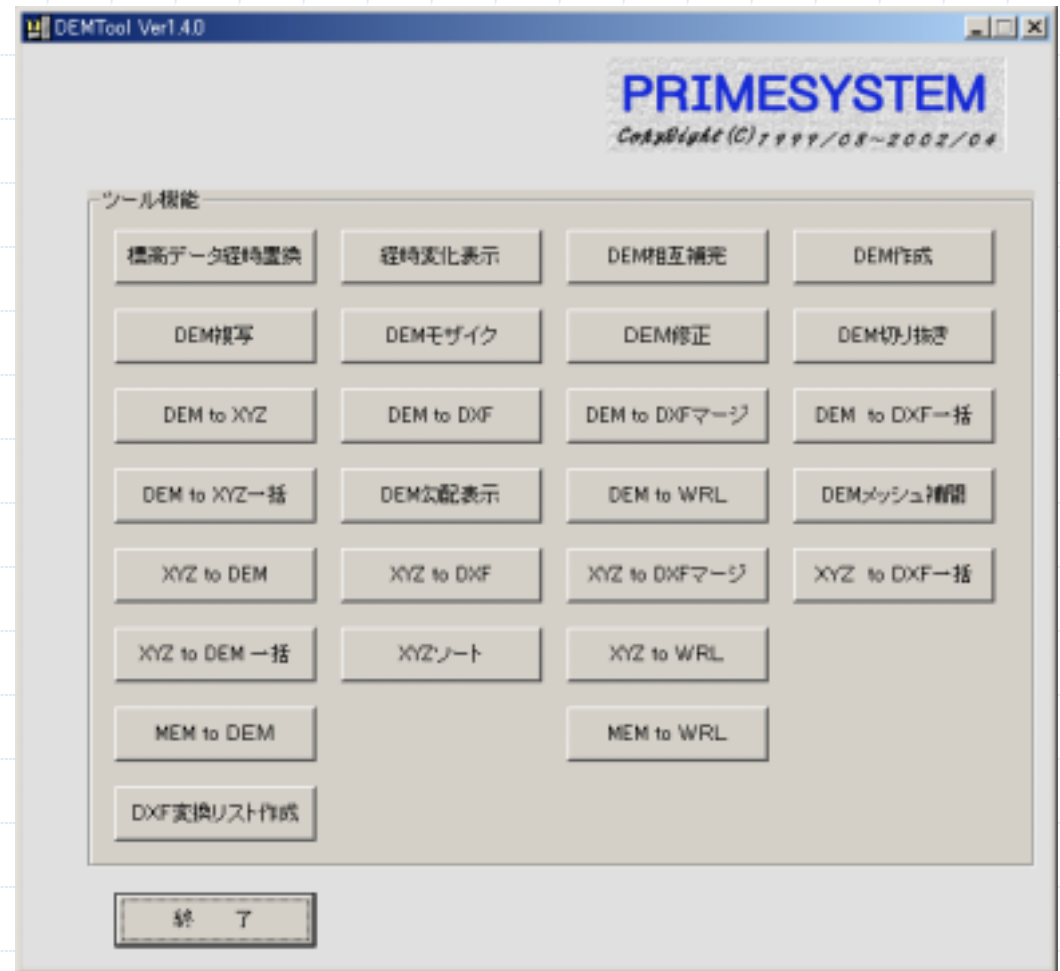 DEMTool Ver1.4.0
PRIMESYSTEM
CopyRight (C) 1999/08~2002/04
ツール機能
標高データ経時置換 経時変化表示 DEM相互補完 DEM作成
DEM複写 DEMモザイク DEM修正 DEM切り抜き
DEM to XYZ DEM to DXF DEM to DXFマージ DEM to DXF一括
DEM to XYZ一括 DEM勾配表示 DEM to WRL DEMメッシュ補間
XYZ to DEM XYZ to DXF XYZ to DXFマージ XYZ to DXF一括
XYZ to DEM 一括 XYZソート XYZ to WRL
MEM to DEM MEM to WRL
DXF変換リスト作成
終 了